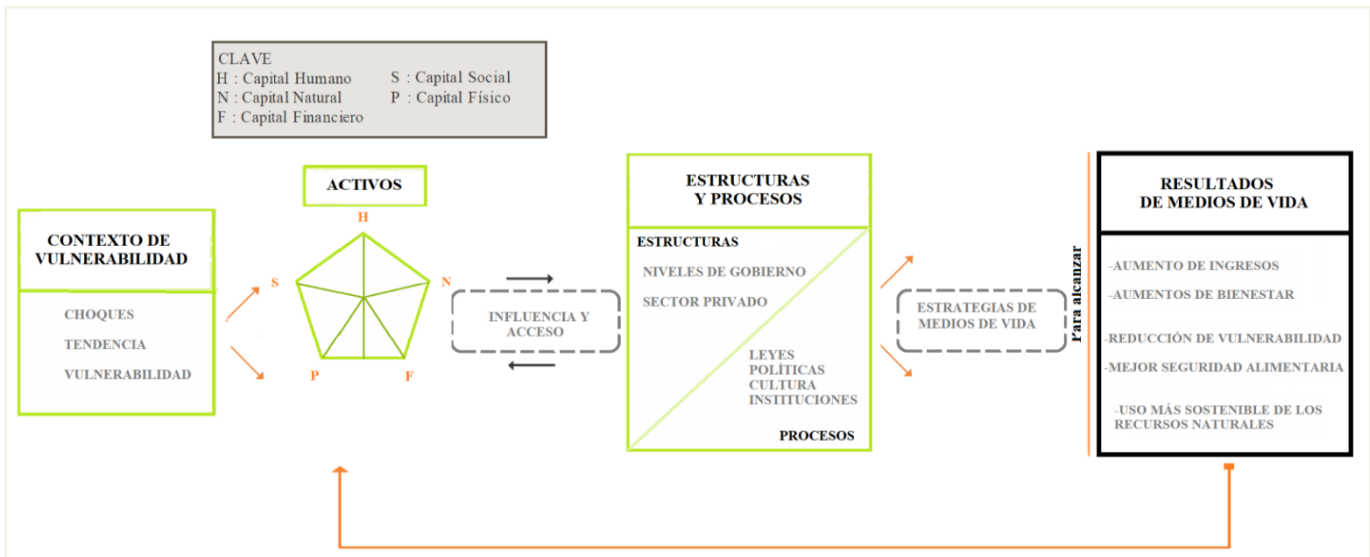 CLAVE
H : Capital Humano
S : Capital Social
N : Capital Natural
P : Capital Físico
F : Capital Financiero
CONTEXTO DE
VULNERABILIDAD
CHOQUES
TENDENCIA
VULNERABILIDAD
ACTIVOS
H
S
N
P
F
INFLUENCIA Y
ACCESO
ESTRUCTURAS
Y PROCESOS
ESTRUCTURAS
NIVELES DE GOBIERNO
SECTOR PRIVADO
LEYES
POLÍTICAS
CULTURA
INSTITUCIONES
PROCESOS
ESTRATEGIAS DE
MEDIOS DE VIDA
Para alcanzar
RESULTADOS
DE MEDIOS DE VIDA
-AUMENTO DE INGRESOS
-AUMENTOS DE BIENESTAR
-REDUCCIÓN DE VULNERABILIDAD
-MEJOR SEGURIDAD ALIMENTARIA
-USO MÁS SOSTENIBLE DE LOS
RECURSOS NATURALES